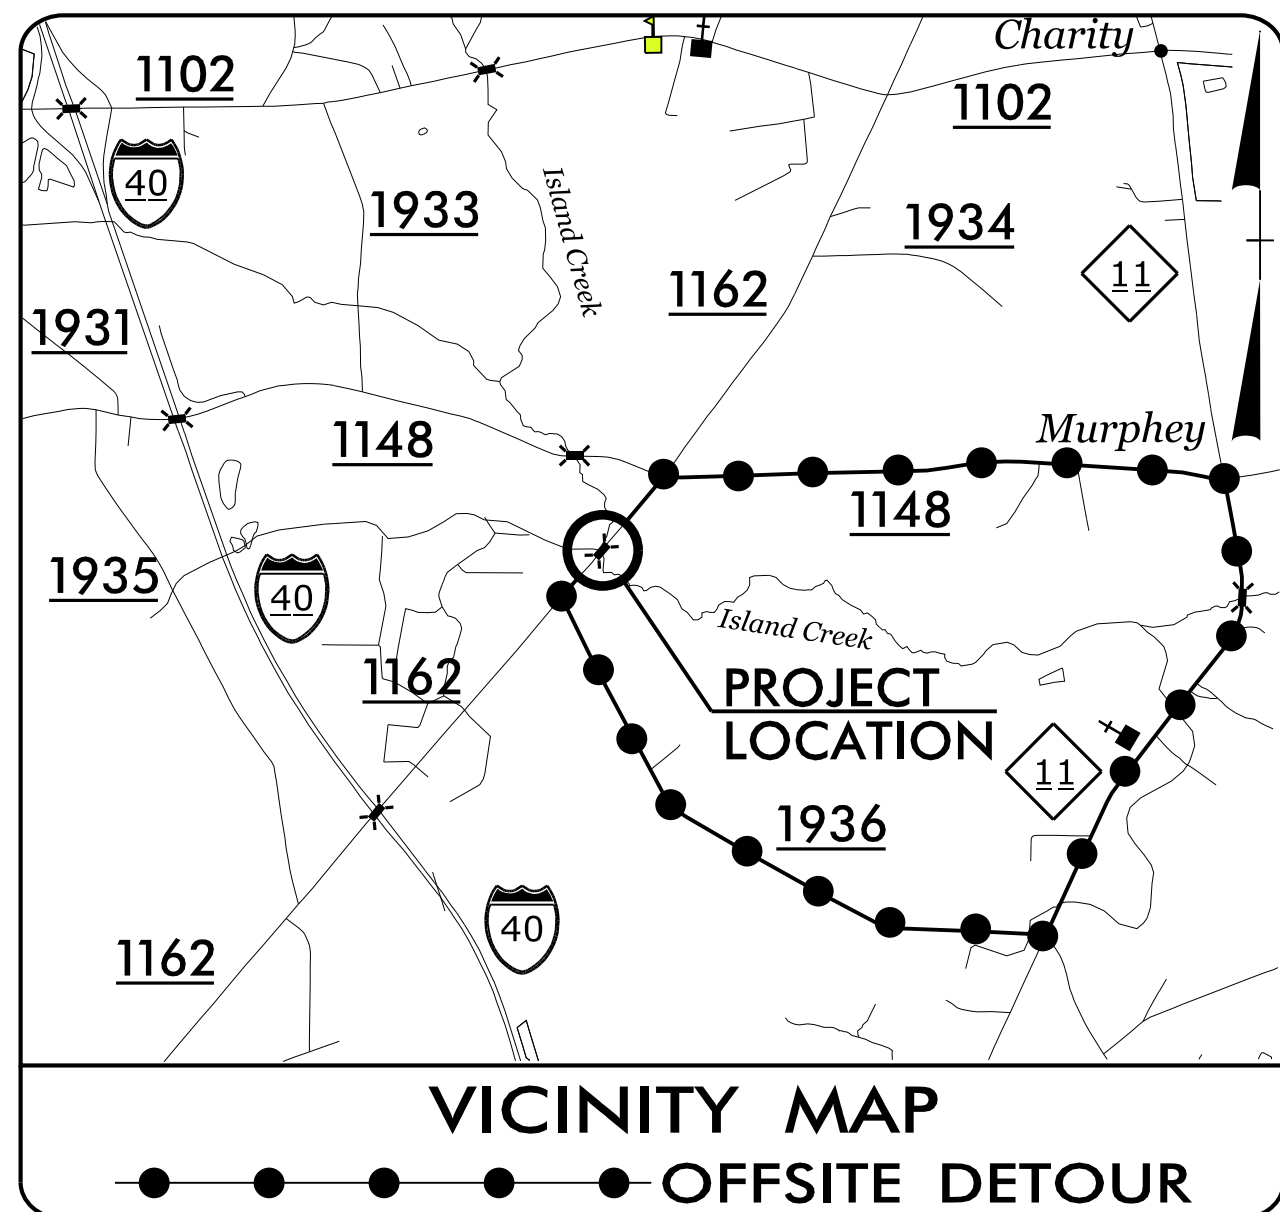 Charity
1102
1102
40
Island Creek
1933
1934
11
1162
1931
Murphey
1148
1148
1935
40
Island Creek
1162
PROJECT
LOCATION
11
1936
40
1162
VICINITY MAP
OFFSITE DETOUR